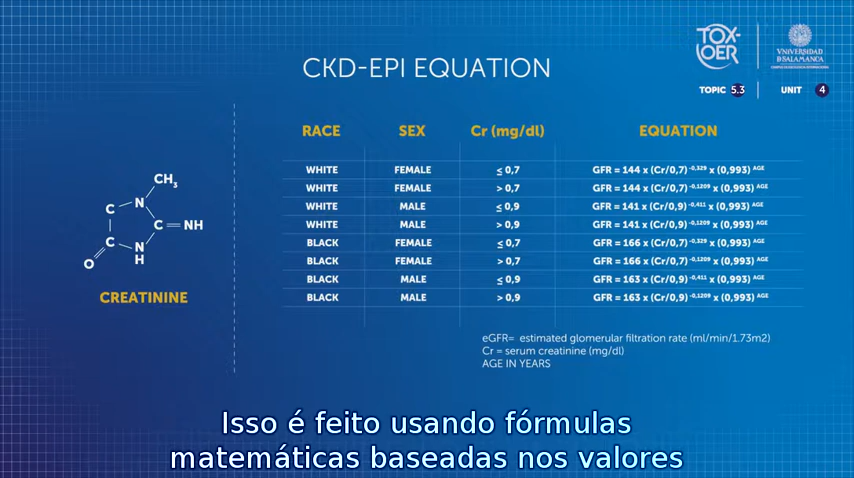 TOX-
OER
VNiVERSiDAD
D SALAMANCA
TOPIC 5.3
UNIT 4
CKD-EPI EQUATION
RACE SEX Cr (mg/dl) EQUATION
WHITE FEMALE ≤ 0,7 GFR = 144 x (Cr/0,7) -0,329 x (0,993) AGE
WHITE FEMALE > 0,7 GFR = 144 x (Cr/0,7) -0,1209 x (0,993) AGE
WHITE MALE ≤ 0,9 GFR = 141 x (Cr/0,9) -0,411 x (0,993) AGE
WHITE MALE > 0,9 GFR = 141 x (Cr/0,9) -0,1209 x (0,993) AGE
BLACK FEMALE ≤ 0,7 GFR = 166 x (Cr/0,7) -0,329 x (0,993) AGE
BLACK FEMALE > 0,7 GFR = 166 x (Cr/0,7) -0,1209 x (0,993) AGE
BLACK MALE ≤ 0,9 GFR = 163 x (Cr/0,9) -0,411 x (0,993) AGE
BLACK MALE > 0,9 GFR = 163 x (Cr/0,9) -0,1209 x (0,993) AGE
CH3
C N
C NH
C N
H
O
CREATININE
eGFR= estimated glomerular filtration rate (ml/min/1.73m2)
Cr = serum creatinine (mg/dl)
AGE IN YEARS
Isso é feito usando fórmulas
matemáticas baseadas nos valores